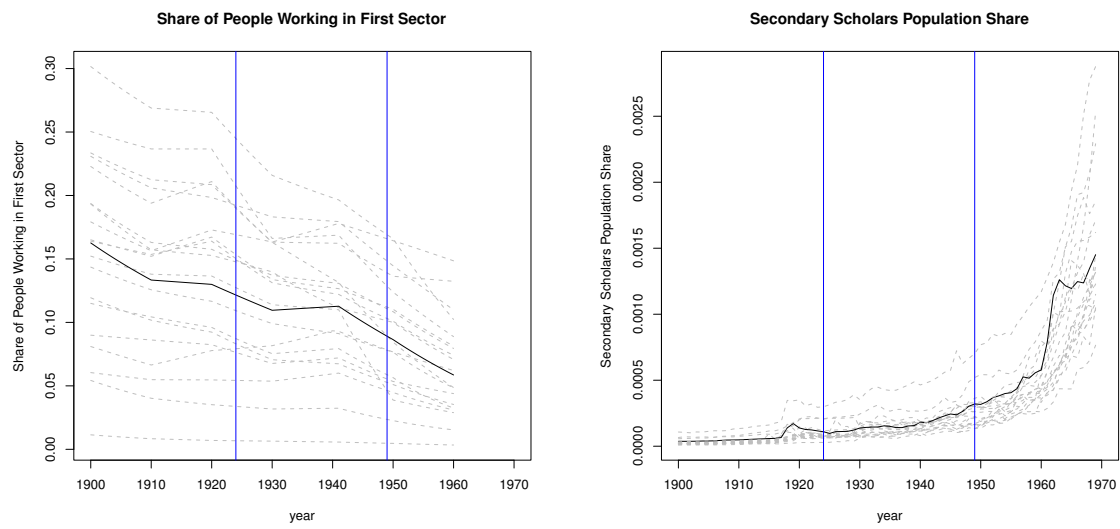 Share of People Working in First Sector
Share of People Working in First Sector
0.30
0.25
0.20
0.15
0.10
0.05
0.00
1900 1910 1920 1930 1940 1950 1960 1970
year
Secondary Scholars Population Share
Secondary Scholars Population Share
0.0025
0.0020
0.0015
0.0010
0.0005
0.0000
1900 1910 1920 1930 1940 1950 1960 1970
year